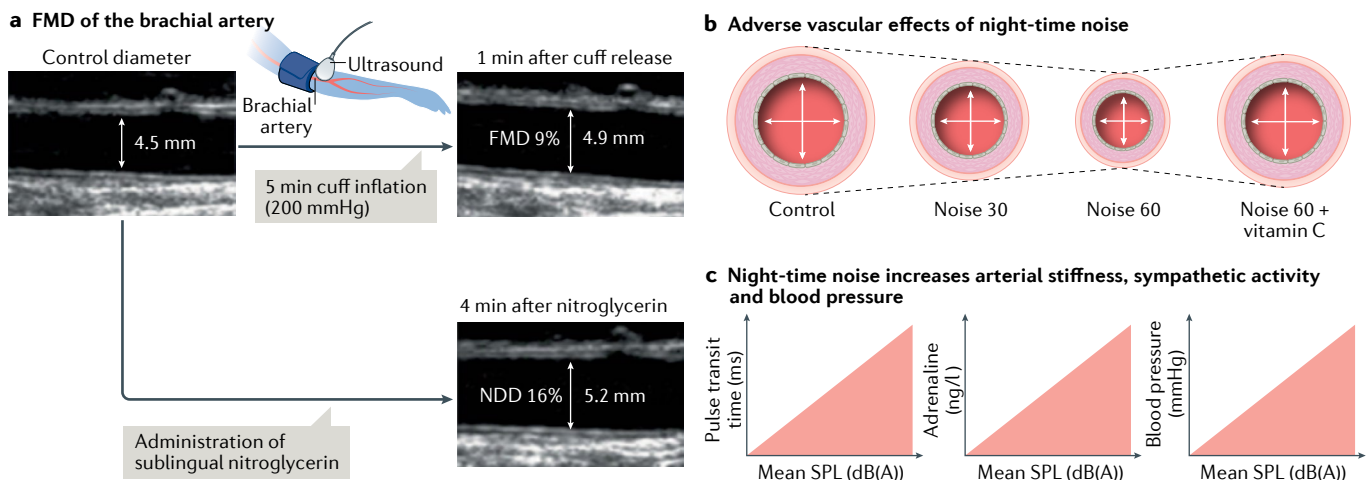 a FMD of the brachial artery
Control diameter
Ultrasound
Brachial
artery
1 min after cuff release
4.5 mm
FMD 9%
4.9 mm
5 min cuff inflation
(200 mmHg)
4 min after nitroglycerin
NDD 16%
5.2 mm
Administration of
sublingual nitroglycerin
b Adverse vascular effects of night-time noise
Control
Noise 30
Noise 60
Noise 60 +
vitamin C
c Night-time noise increases arterial stiffness, sympathetic activity
and blood pressure
Pulse transit
time (ms)
Mean SPL (dB(A))
Adrenaline
(ng/l)
Mean SPL (dB(A))
Blood pressure
(mmHg)
Mean SPL (dB(A))